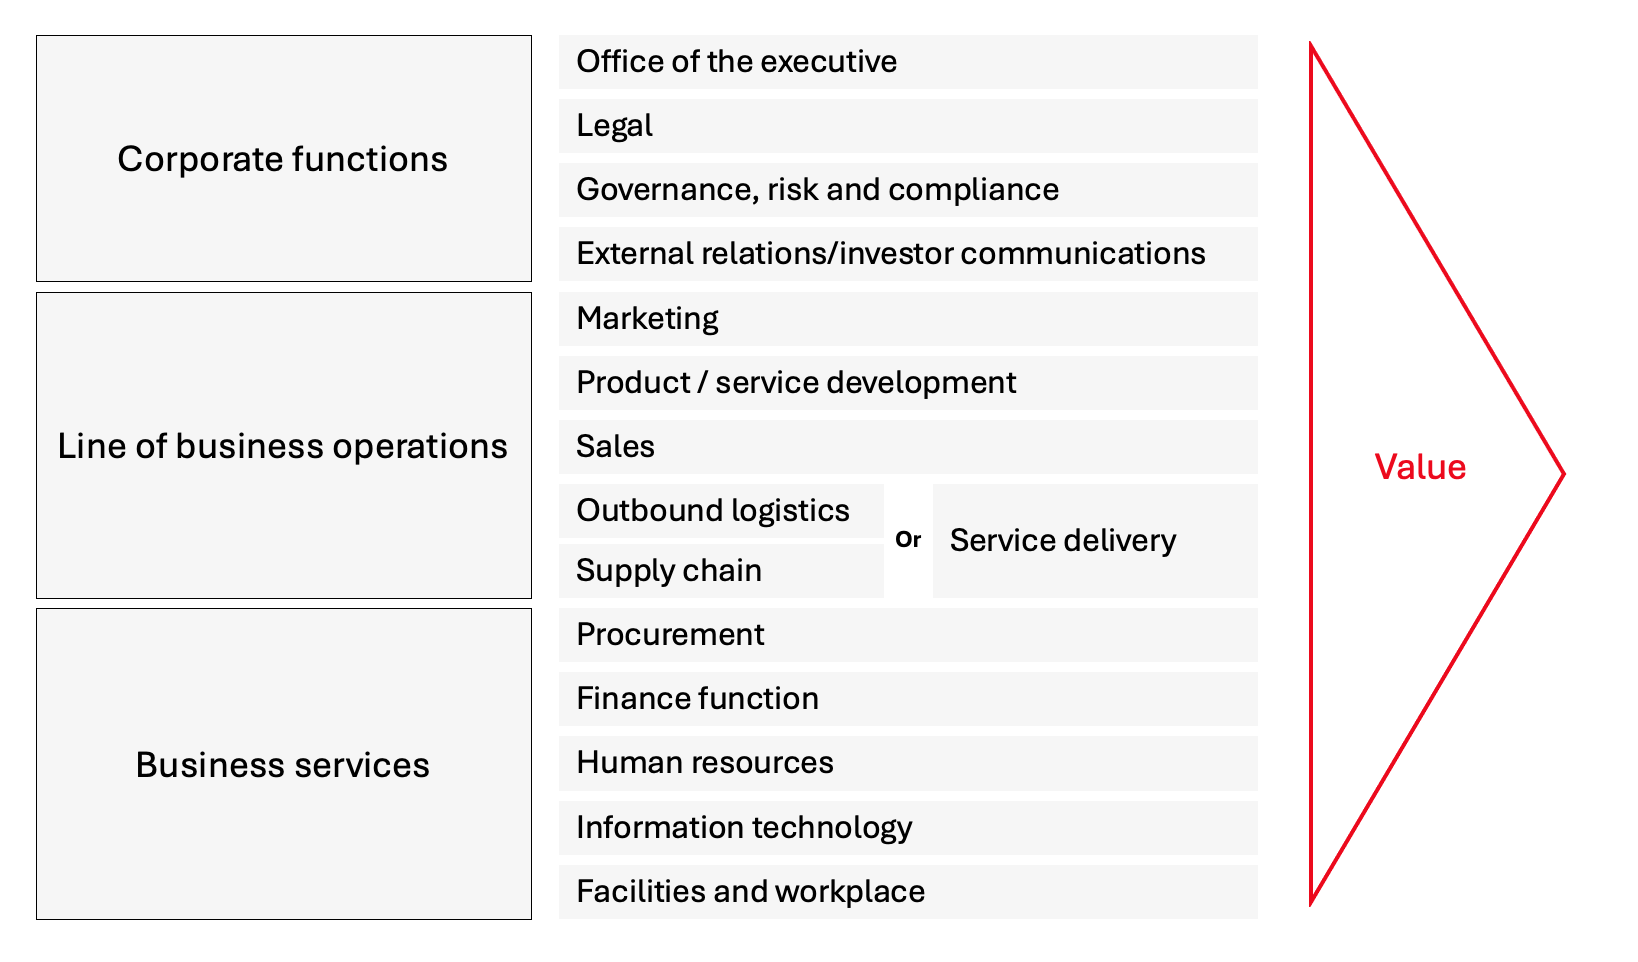 Corporate functions
Office of the executive
Legal
Governance, risk and compliance
External relations/investor communications
Line of business operations
Marketing
Product / service development
Sales
Outbound logistics
Supply chain
Or
Service delivery
Business services
Procurement
Finance function
Human resources
Information technology
Facilities and workplace
Value